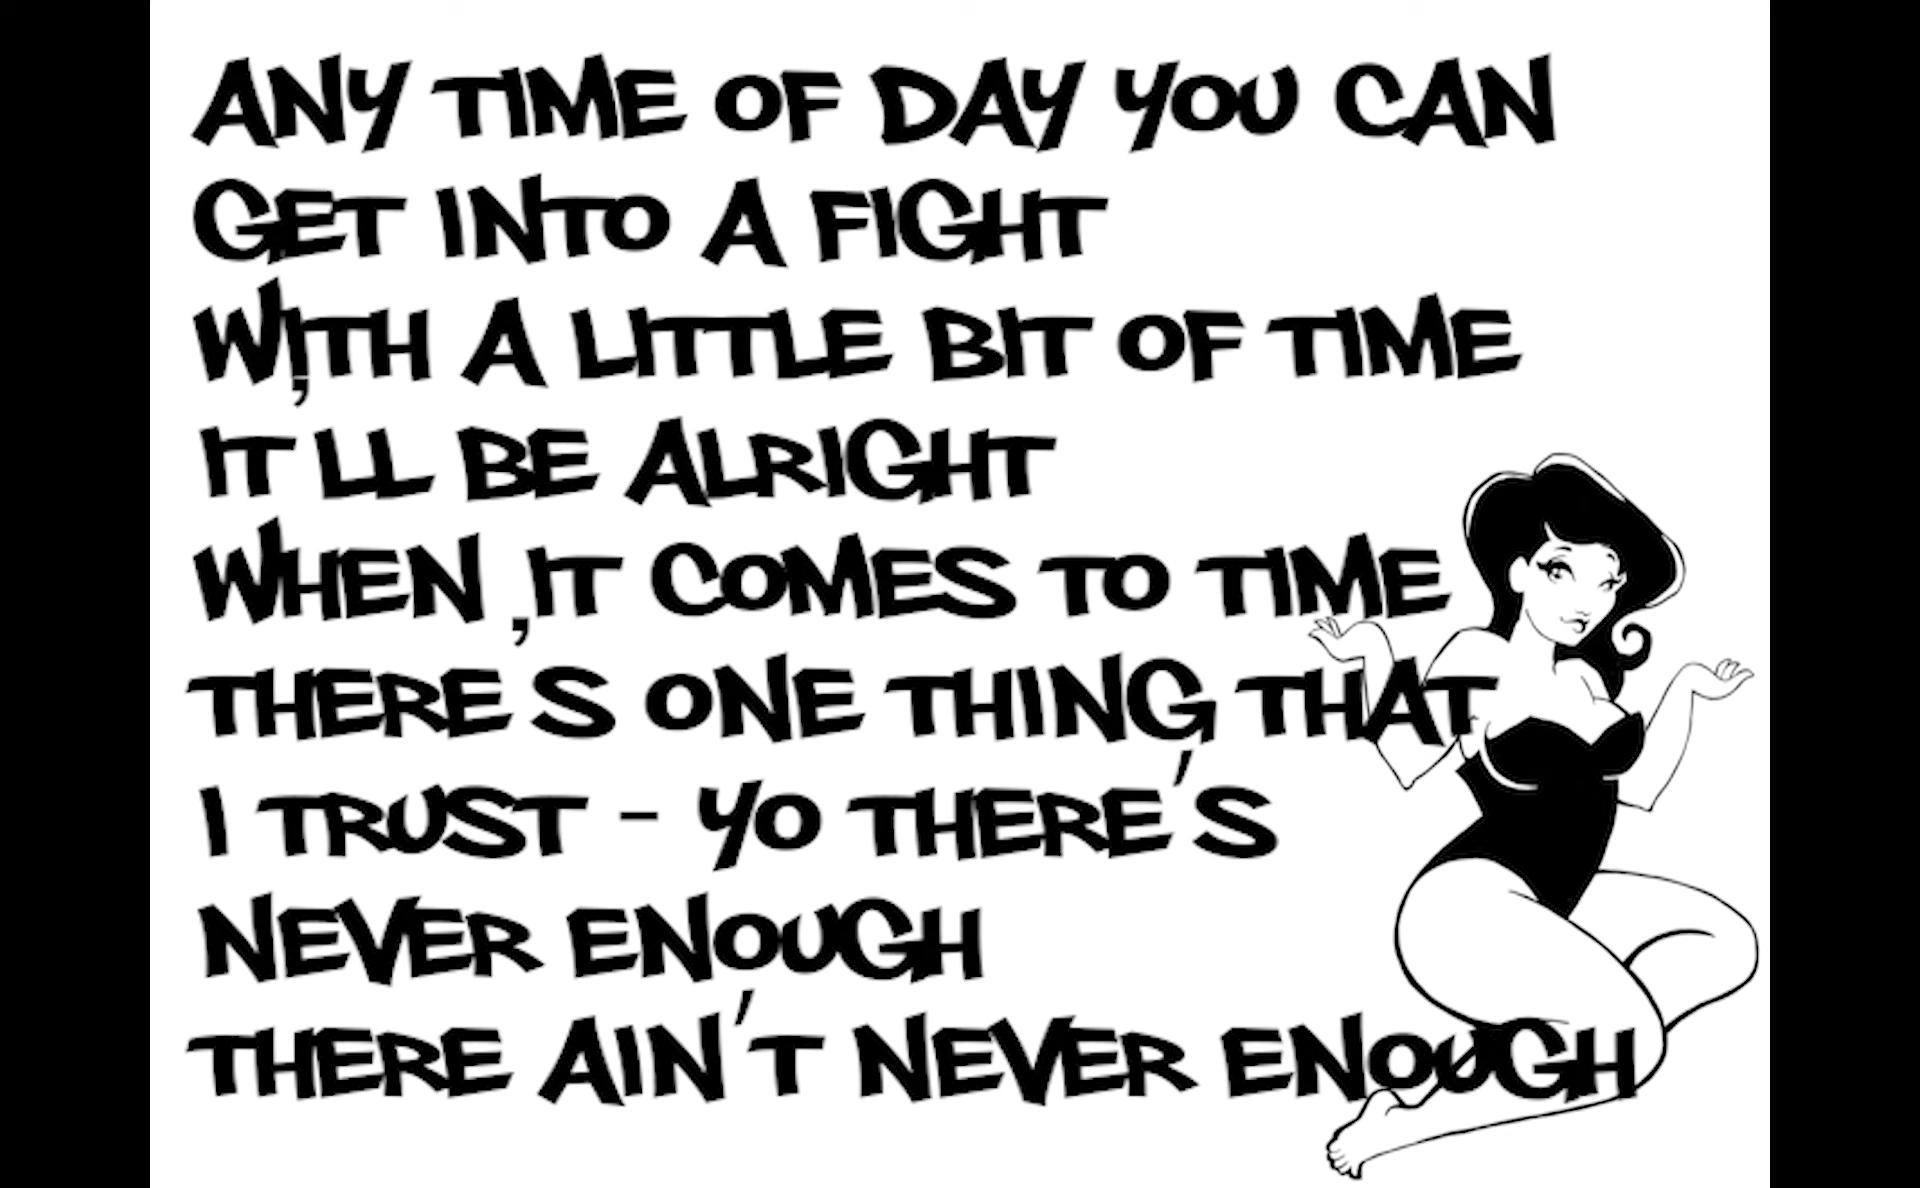 ANY TIME OF DAY YOU CAN
GET INTO A FIGHT
WITH A LITTLE BIT OF TIME
IT'LL BE ALRIGHT
WHEN IT COMES TO TIME
THERE'S ONE THING THAT
I TRUST - YO THERE'S
NEVER ENOUGH
THERE AIN'T NEVER ENOUGH